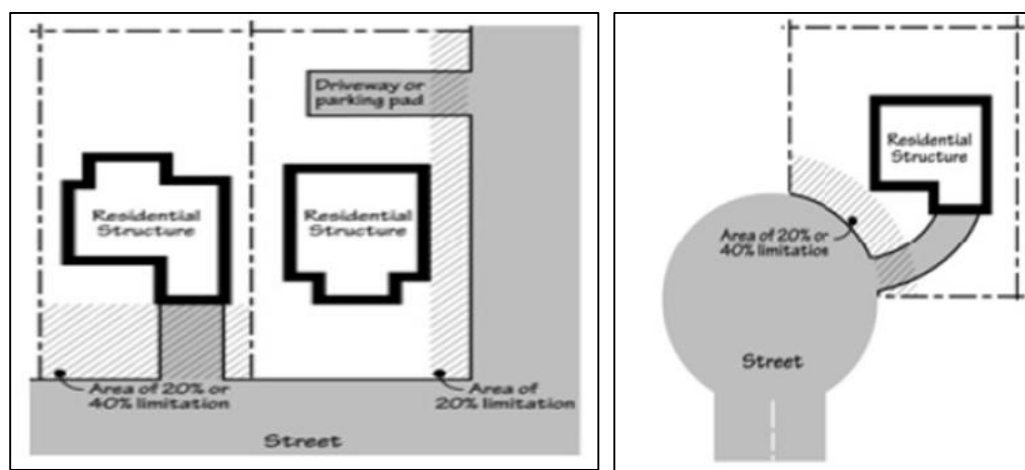 Driveway or
parking pad
Residential
Structure
Residential
Structure
Area of 20% or
40% limitation
Area of
20% limitation
Street
Residential
Structure
Area of 20% or
40% limitation
Street